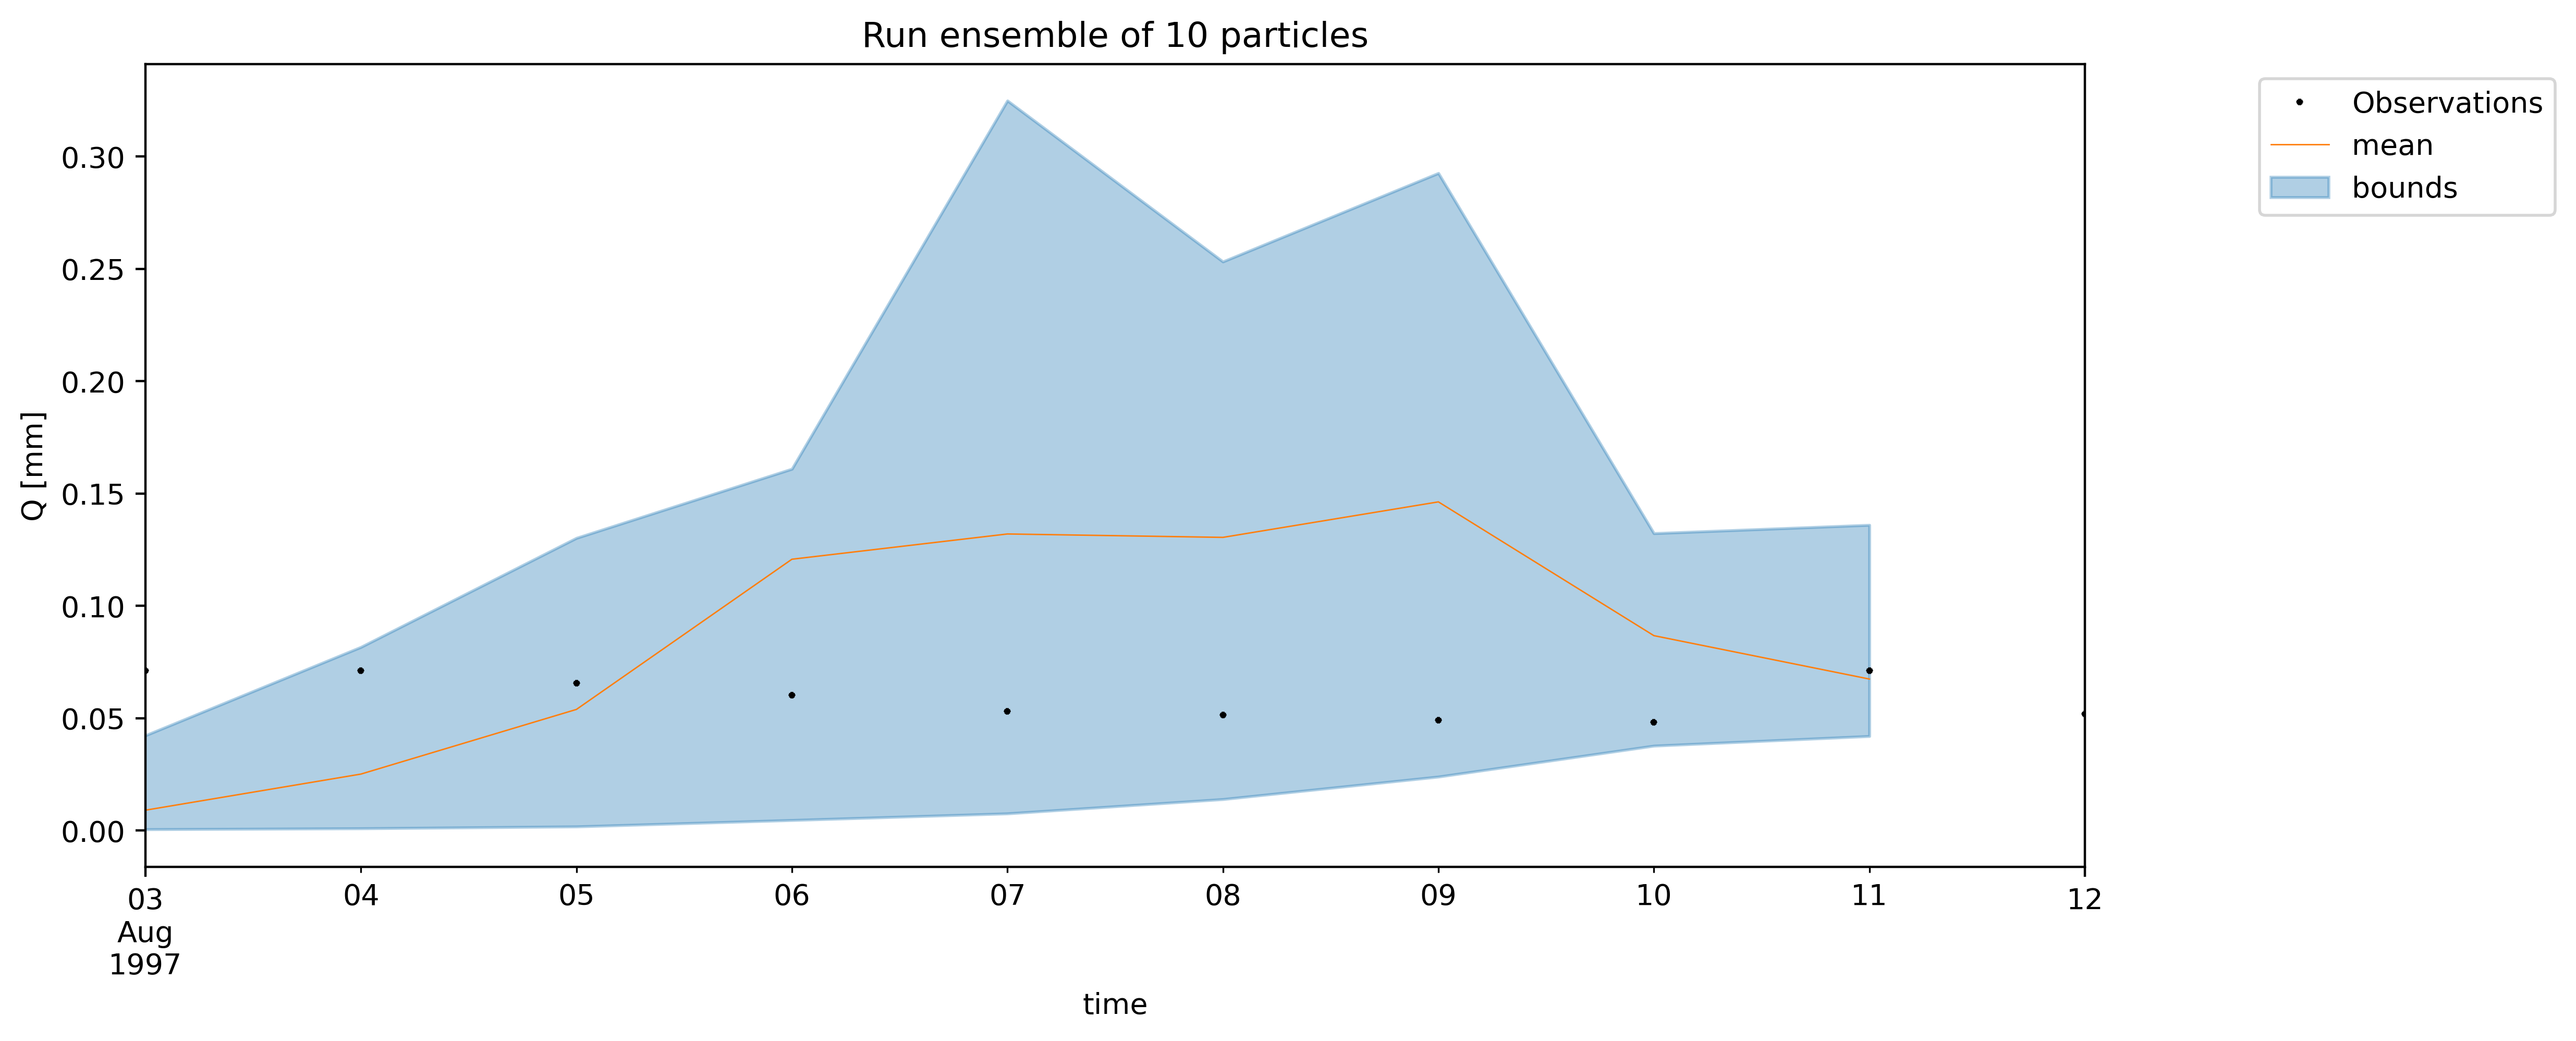 Run ensemble of 10 particles
Observations
mean
bounds
Q [mm]
0.30
0.25
0.20
0.15
0.10
0.05
0.00
03 04 05 06 07 08 09 10 11 12
Aug
1997
time